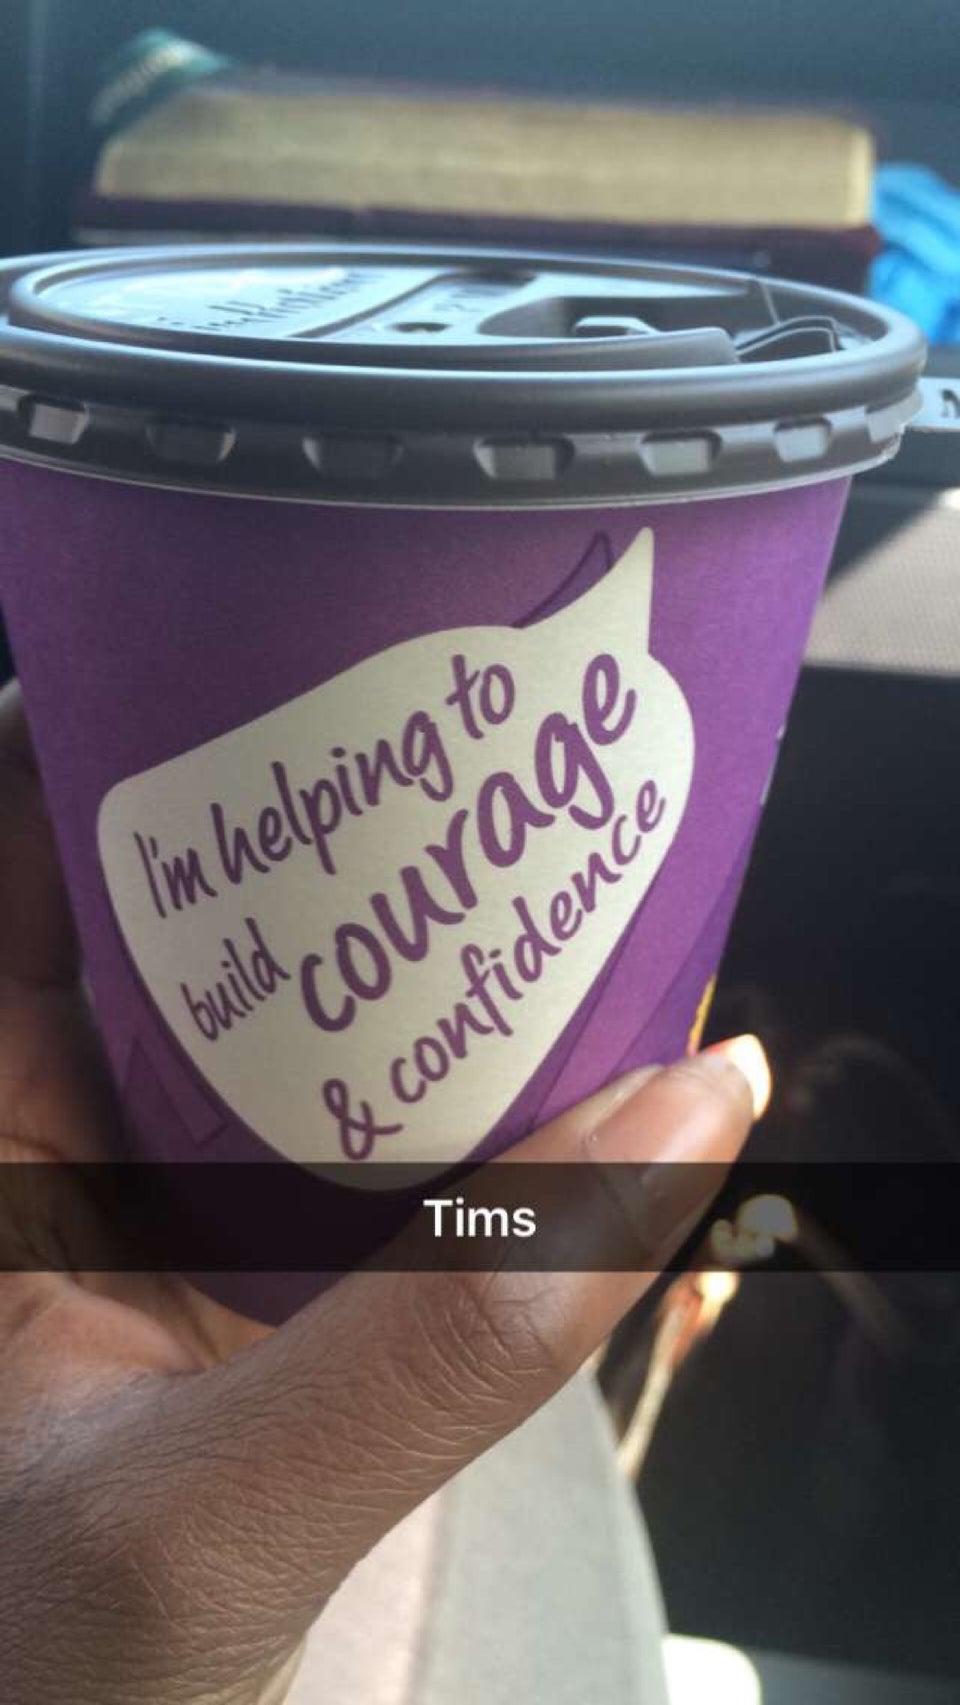 I'm helping to
build courage
& confidence
Tims